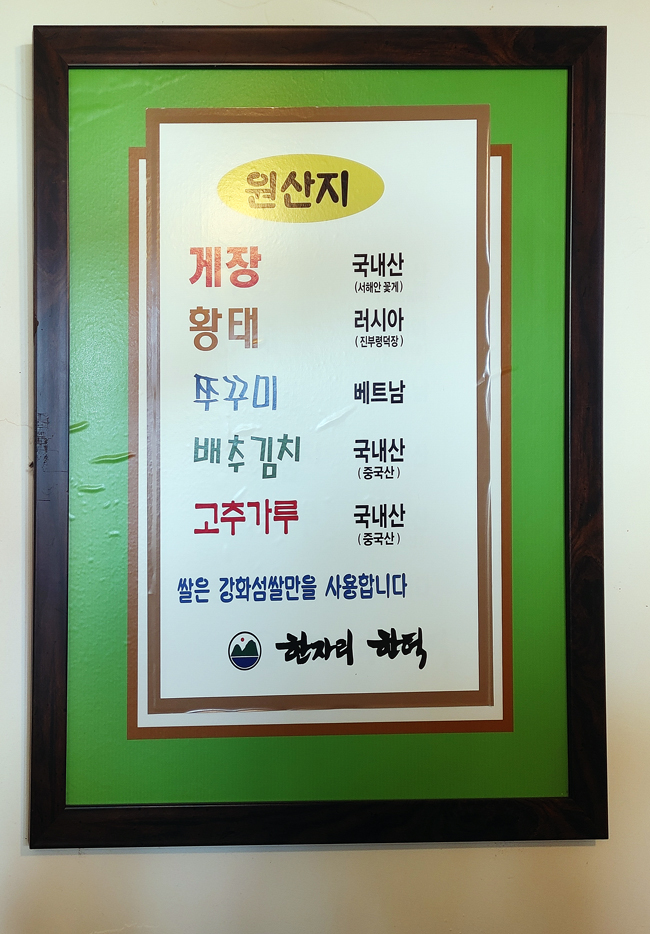 원산지
게장 국내산
(서해안 꽃게)
황태 러시아
(진부령덕장)
쭈꾸미 베트남
배추김치 국내산
(중국산)
고추가루 국내산
(중국산)
쌀은 강화섬쌀만을 사용합니다
한자리 한턱